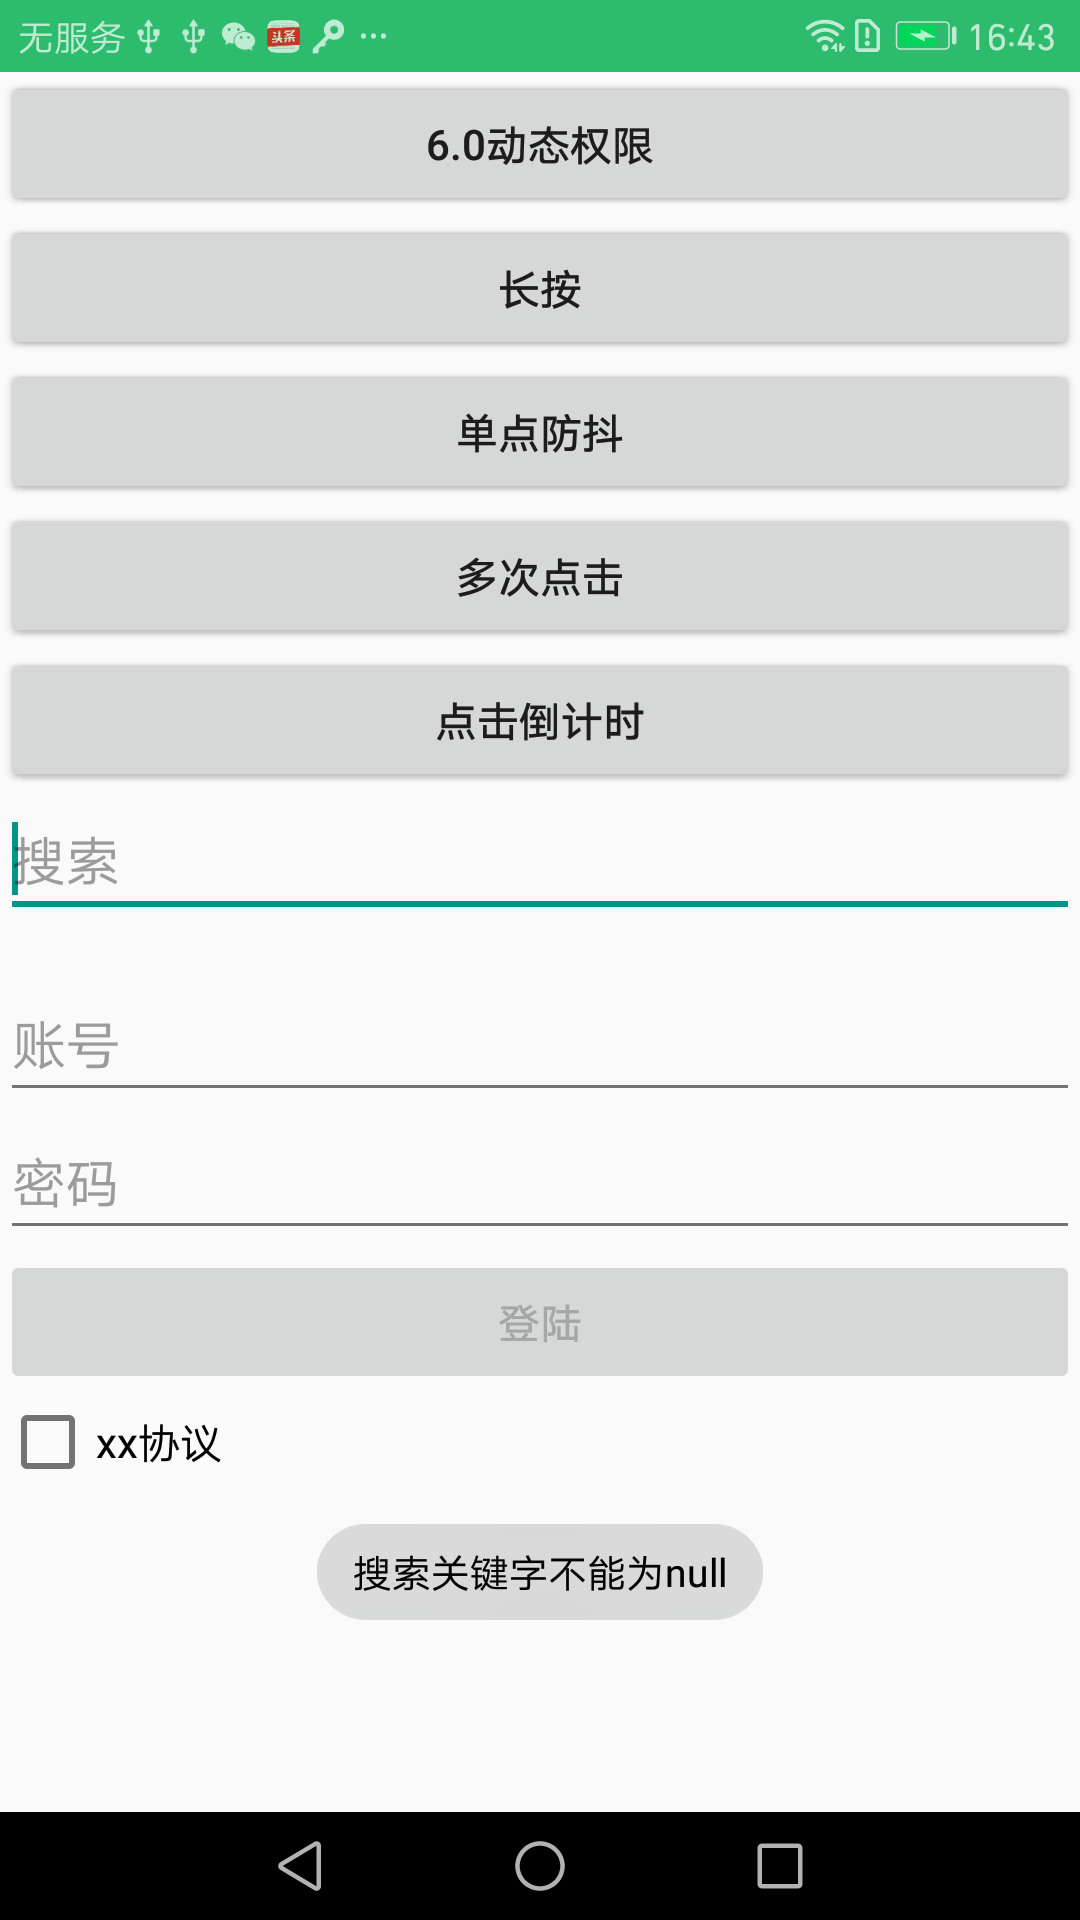 无服务 头条 16:43
6.0动态权限
长按
单点防抖
多次点击
点击倒计时
搜索
账号
密码
登陆
xx协议
搜索关键字不能为null